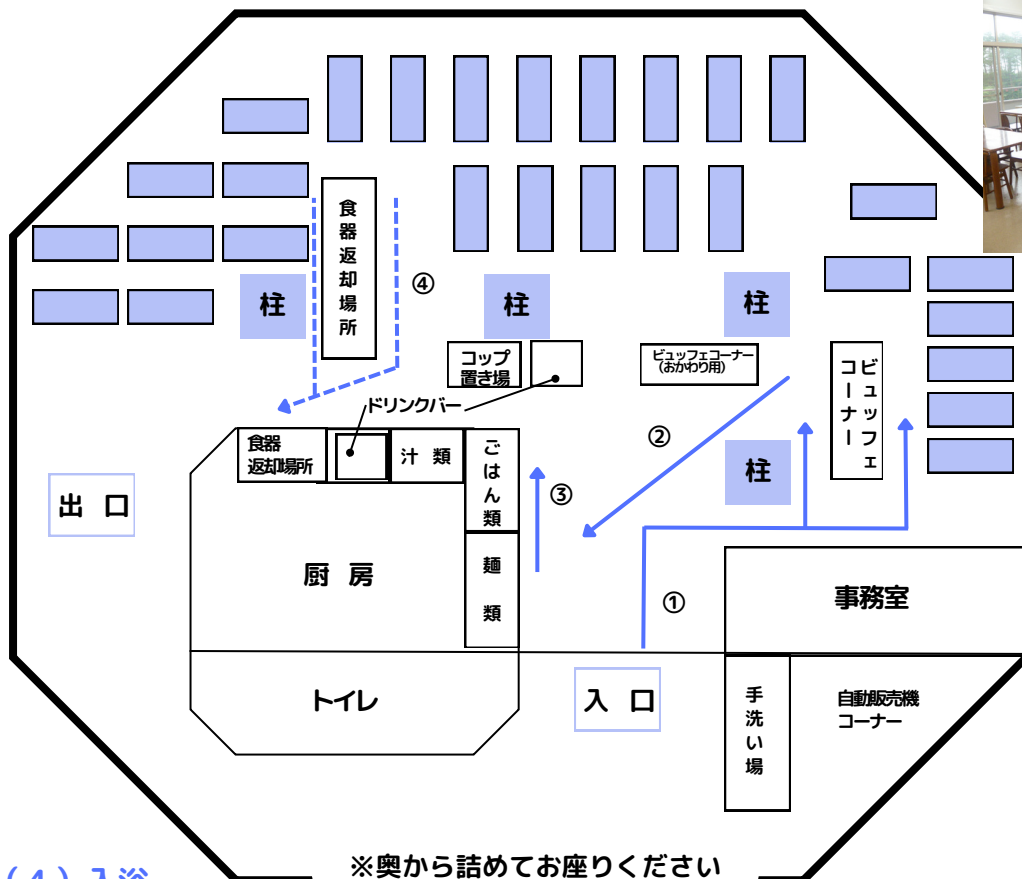 食器返却場所
④
柱
柱
柱
コップ
置き場
ビュッフェコーナー
(おかわり用)
ビュッフェ
コーナー
ドリンクバー
②
食器
返却場所
汁 類
ごはん類
③
柱
出 口
厨 房
麺 類
①
事務室
トイレ
入 口
手洗い場
自動販売機
コーナー
※奥から詰めてお座りください
(4)入浴